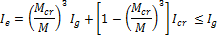 I_e = (M_cr / M)^3 I_g + [1 − (M_cr / M)^3] I_cr ≤ I_g